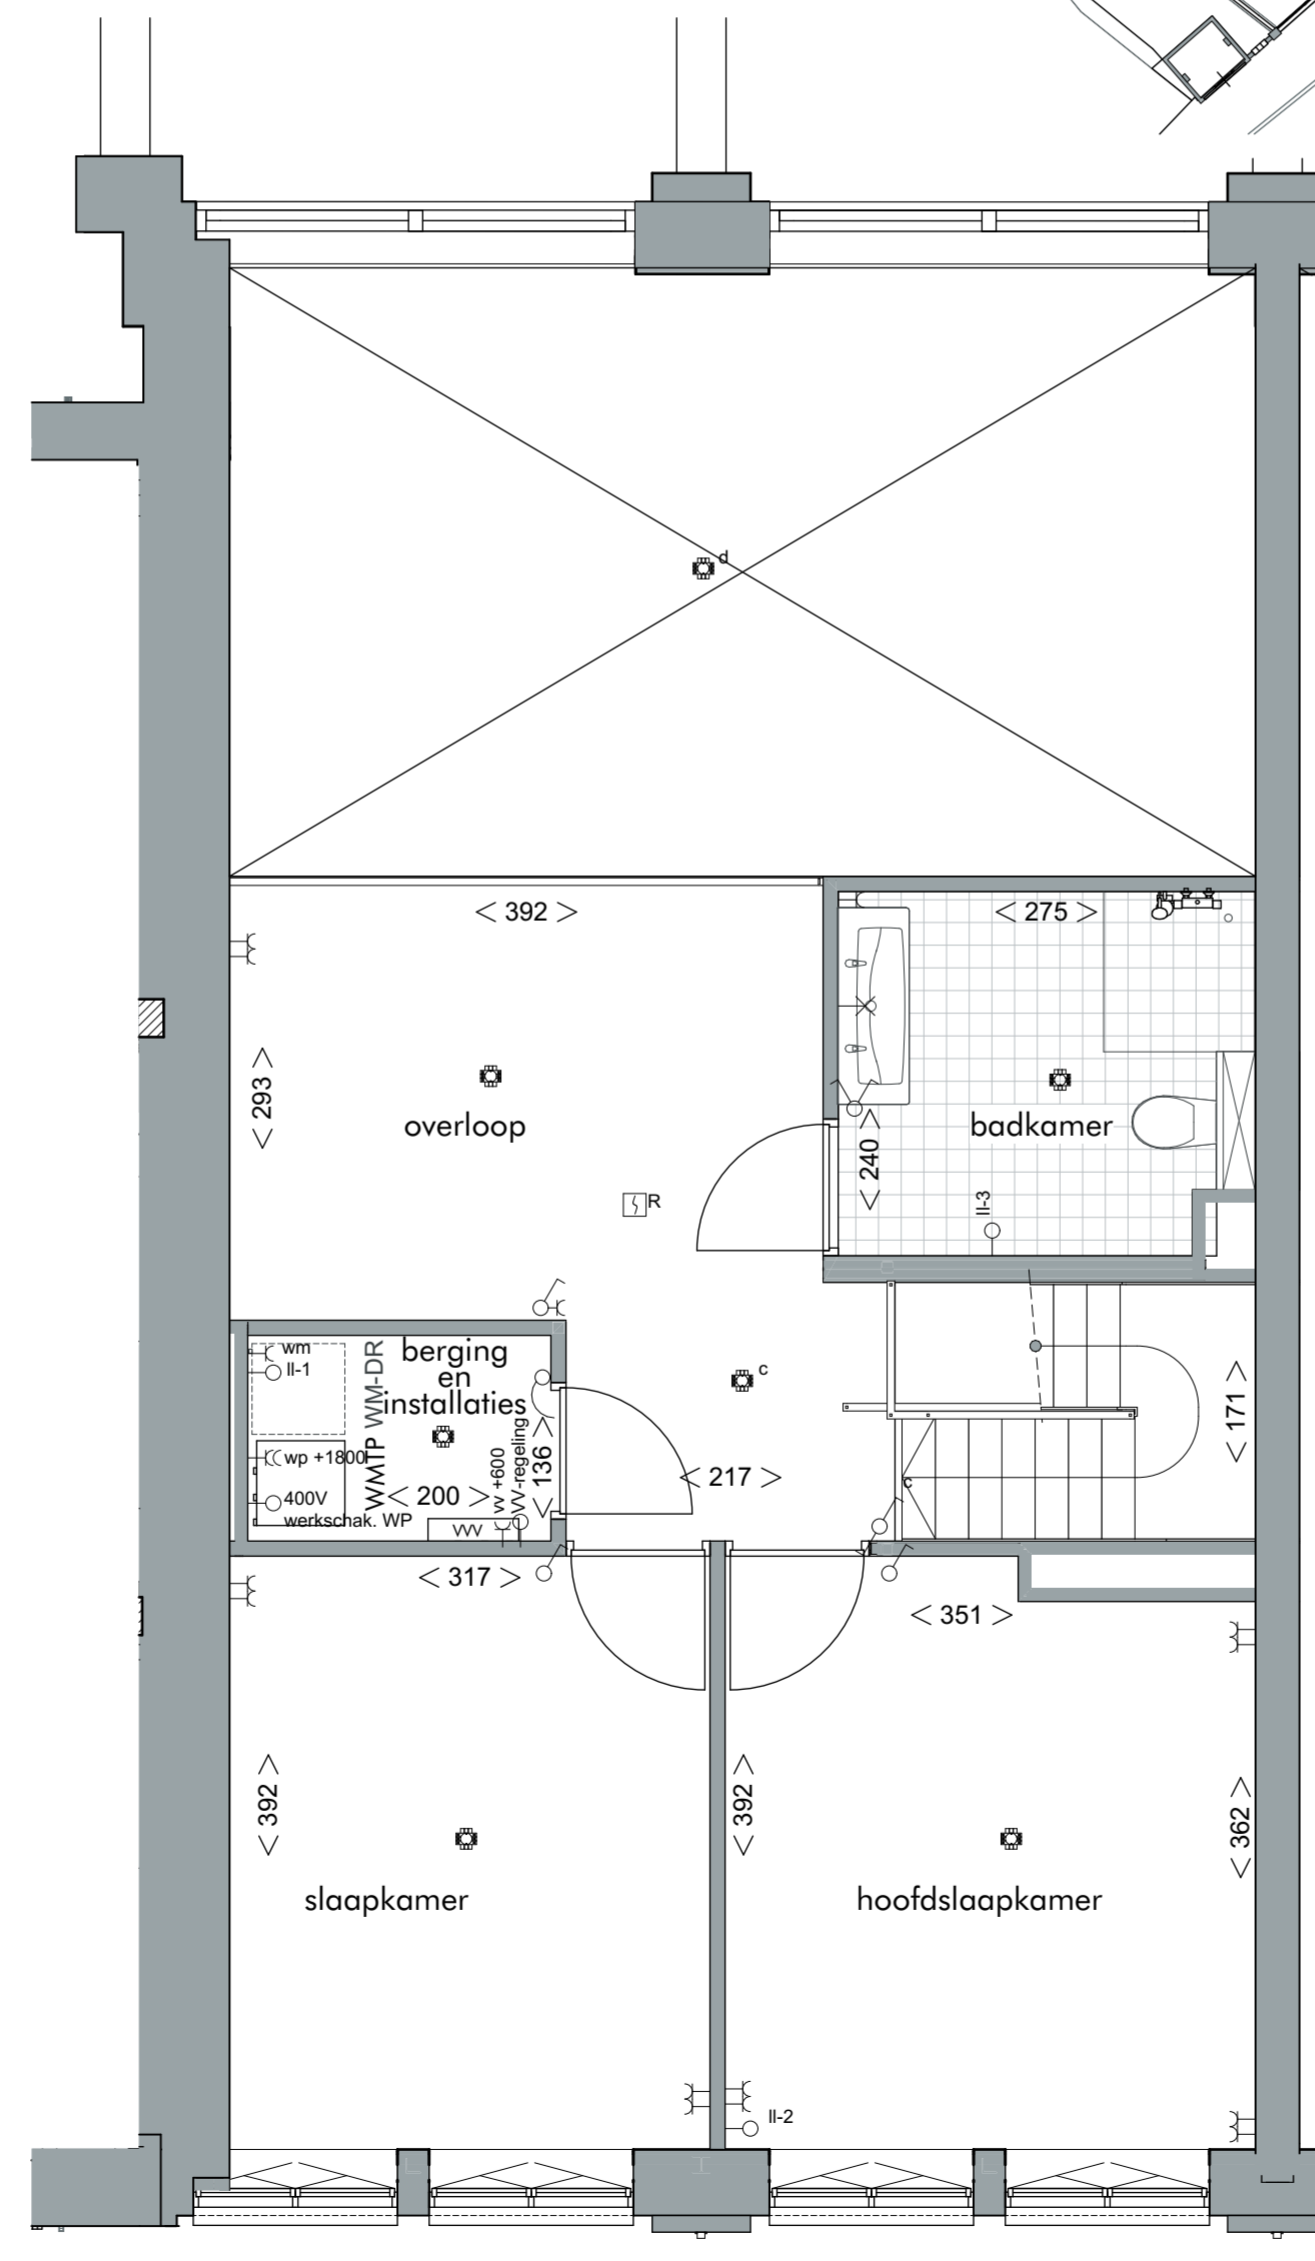 d
< 392 >
< 275 >
< 293 >
overloop
badkamer
< 240 >
R
II-3
wm
II-1
WM-DR
berging
en
installaties
c
wp +1800
WMTP
400V
werkschak. WP
< 200 >
VV
vv +600
VV-regeling
< 136 >
< 217 >
< 171 >
c
< 317 >
< 351 >
< 392 >
< 392 >
< 362 >
slaapkamer
hoofdslaapkamer
II-2